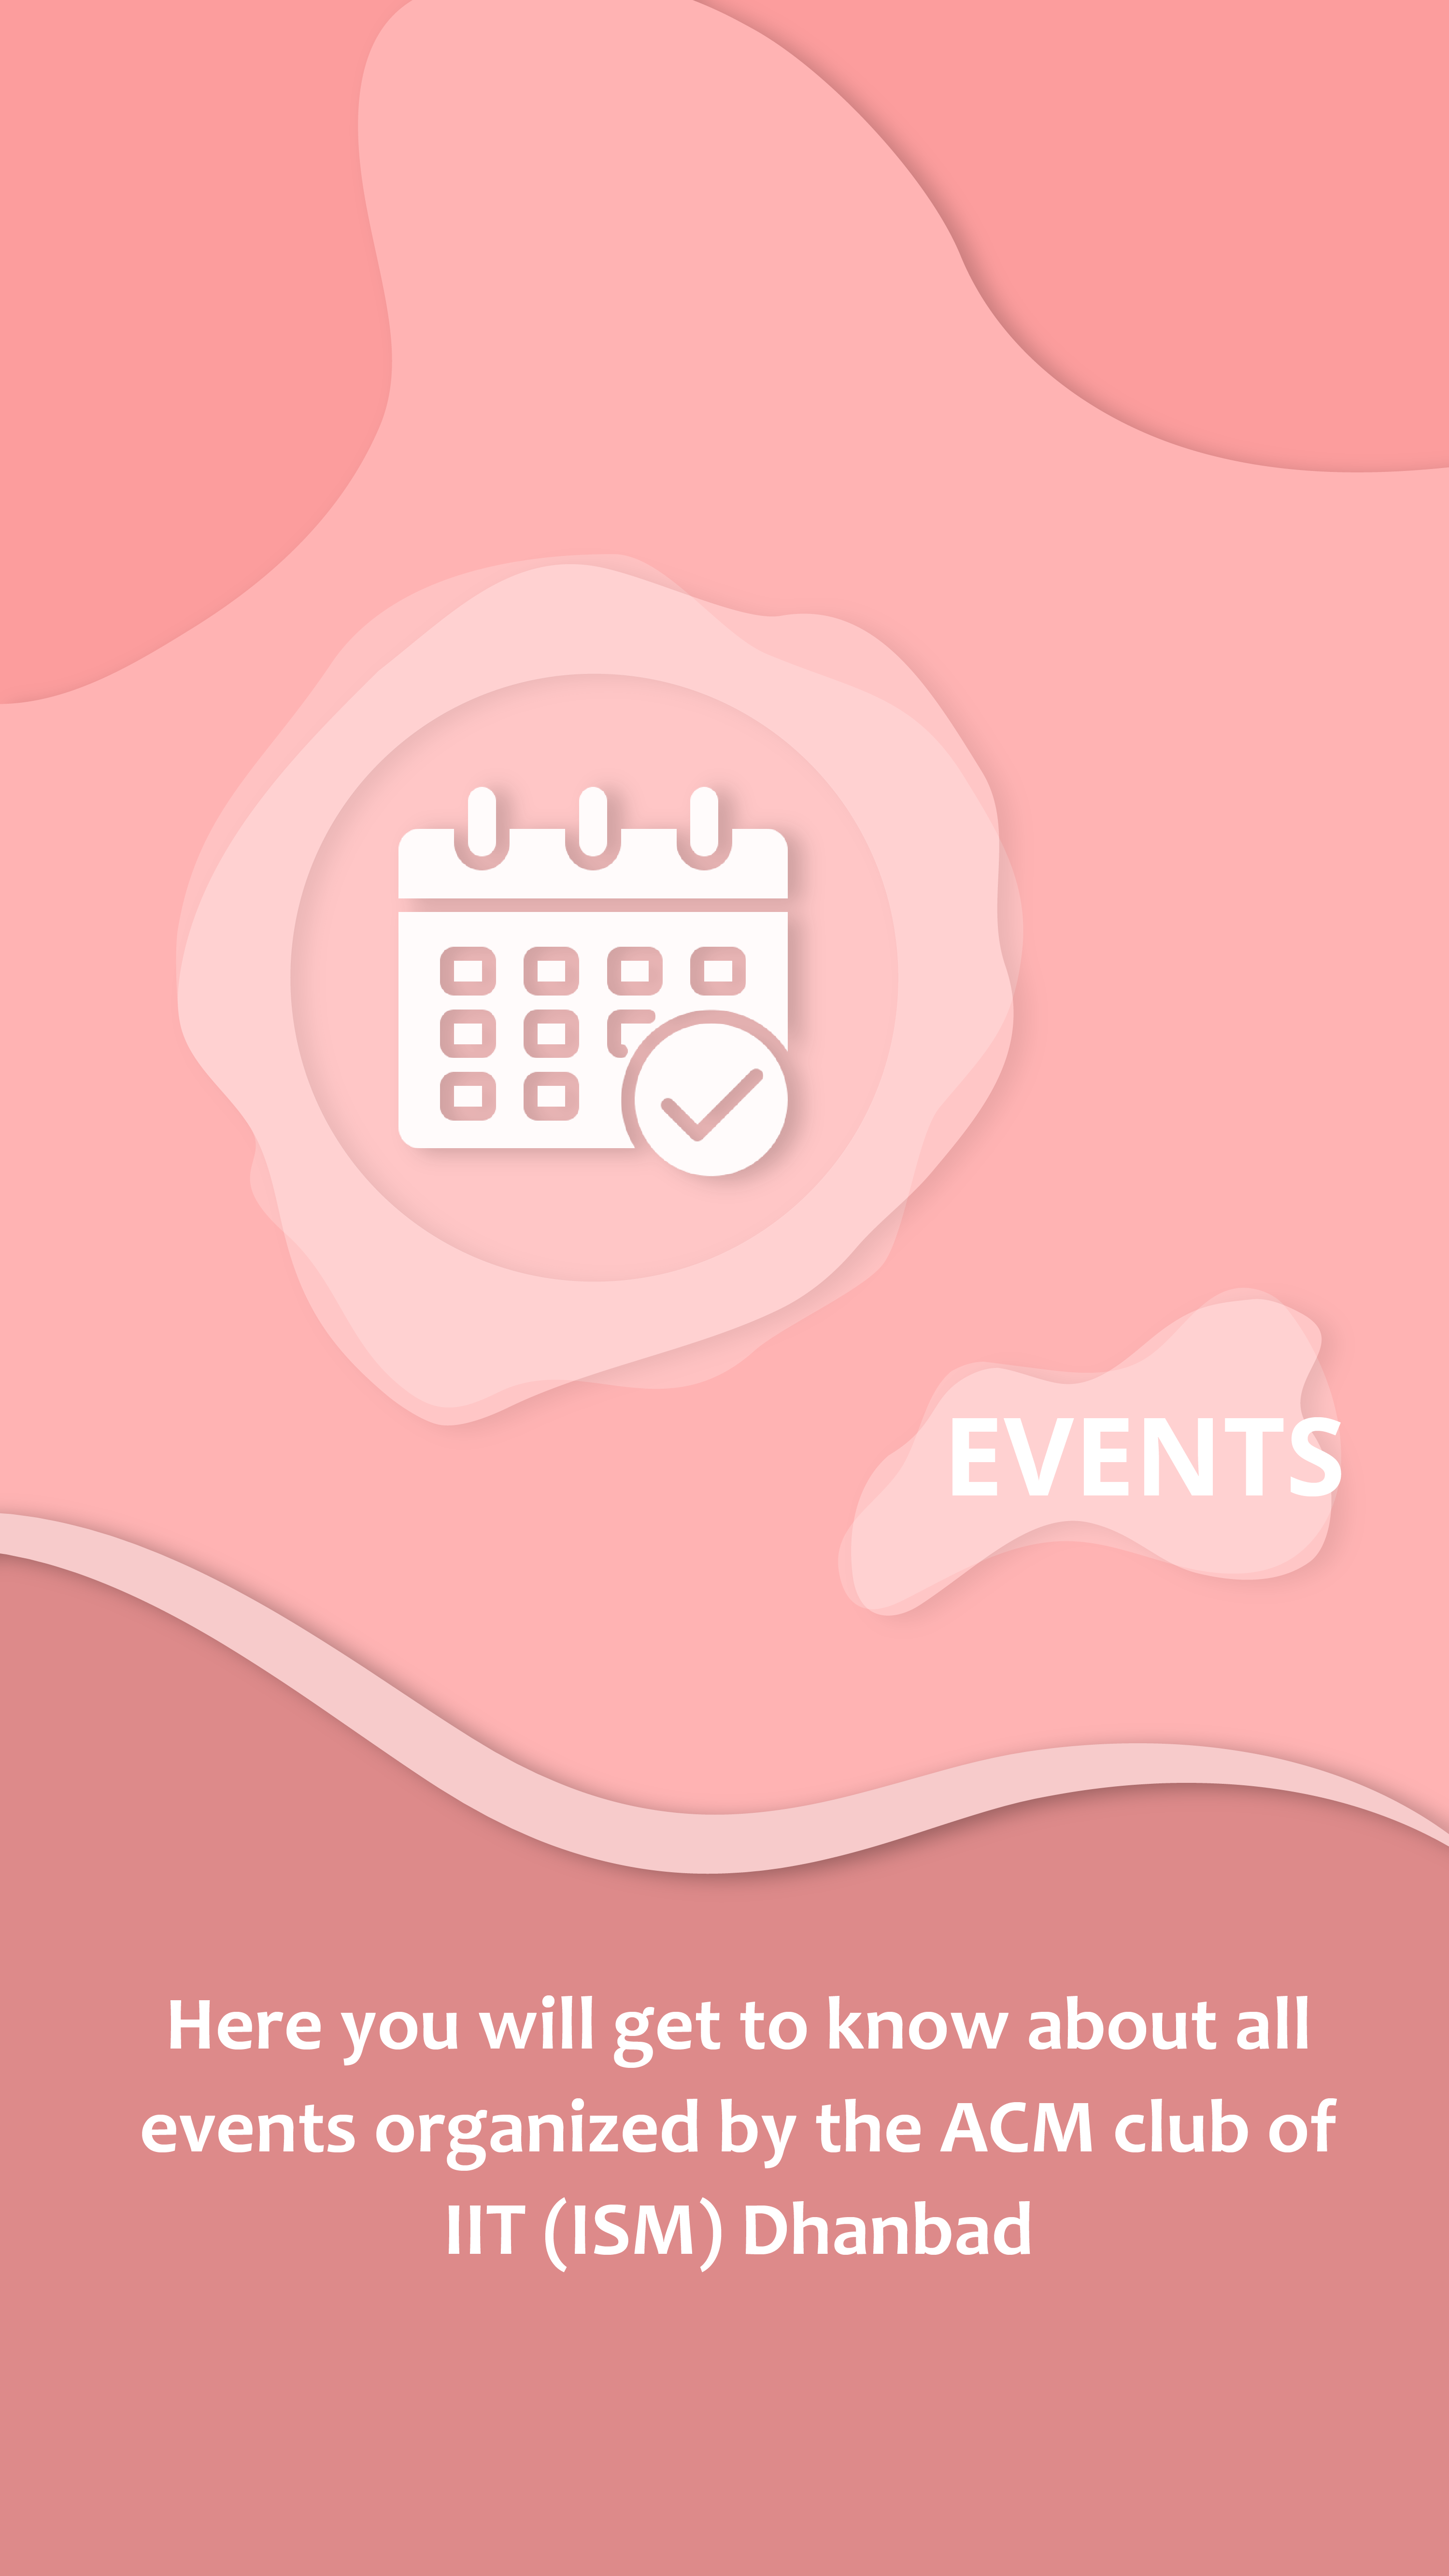 EVENTS
Here you will get to know about all
events organized by the ACM club of
IIT (ISM) Dhanbad